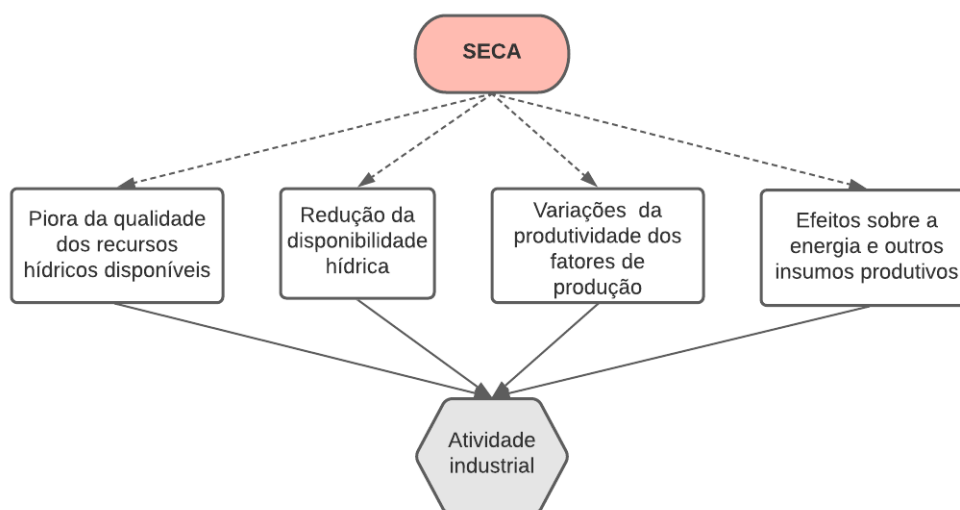 SECA
Piora da qualidade
dos recursos
hídricos disponíveis
Redução da
disponibilidade
hídrica
Variações da
produtividade dos
fatores de
produção
Efeitos sobre a
energia e outros
insumos produtivos
Atividade
industrial